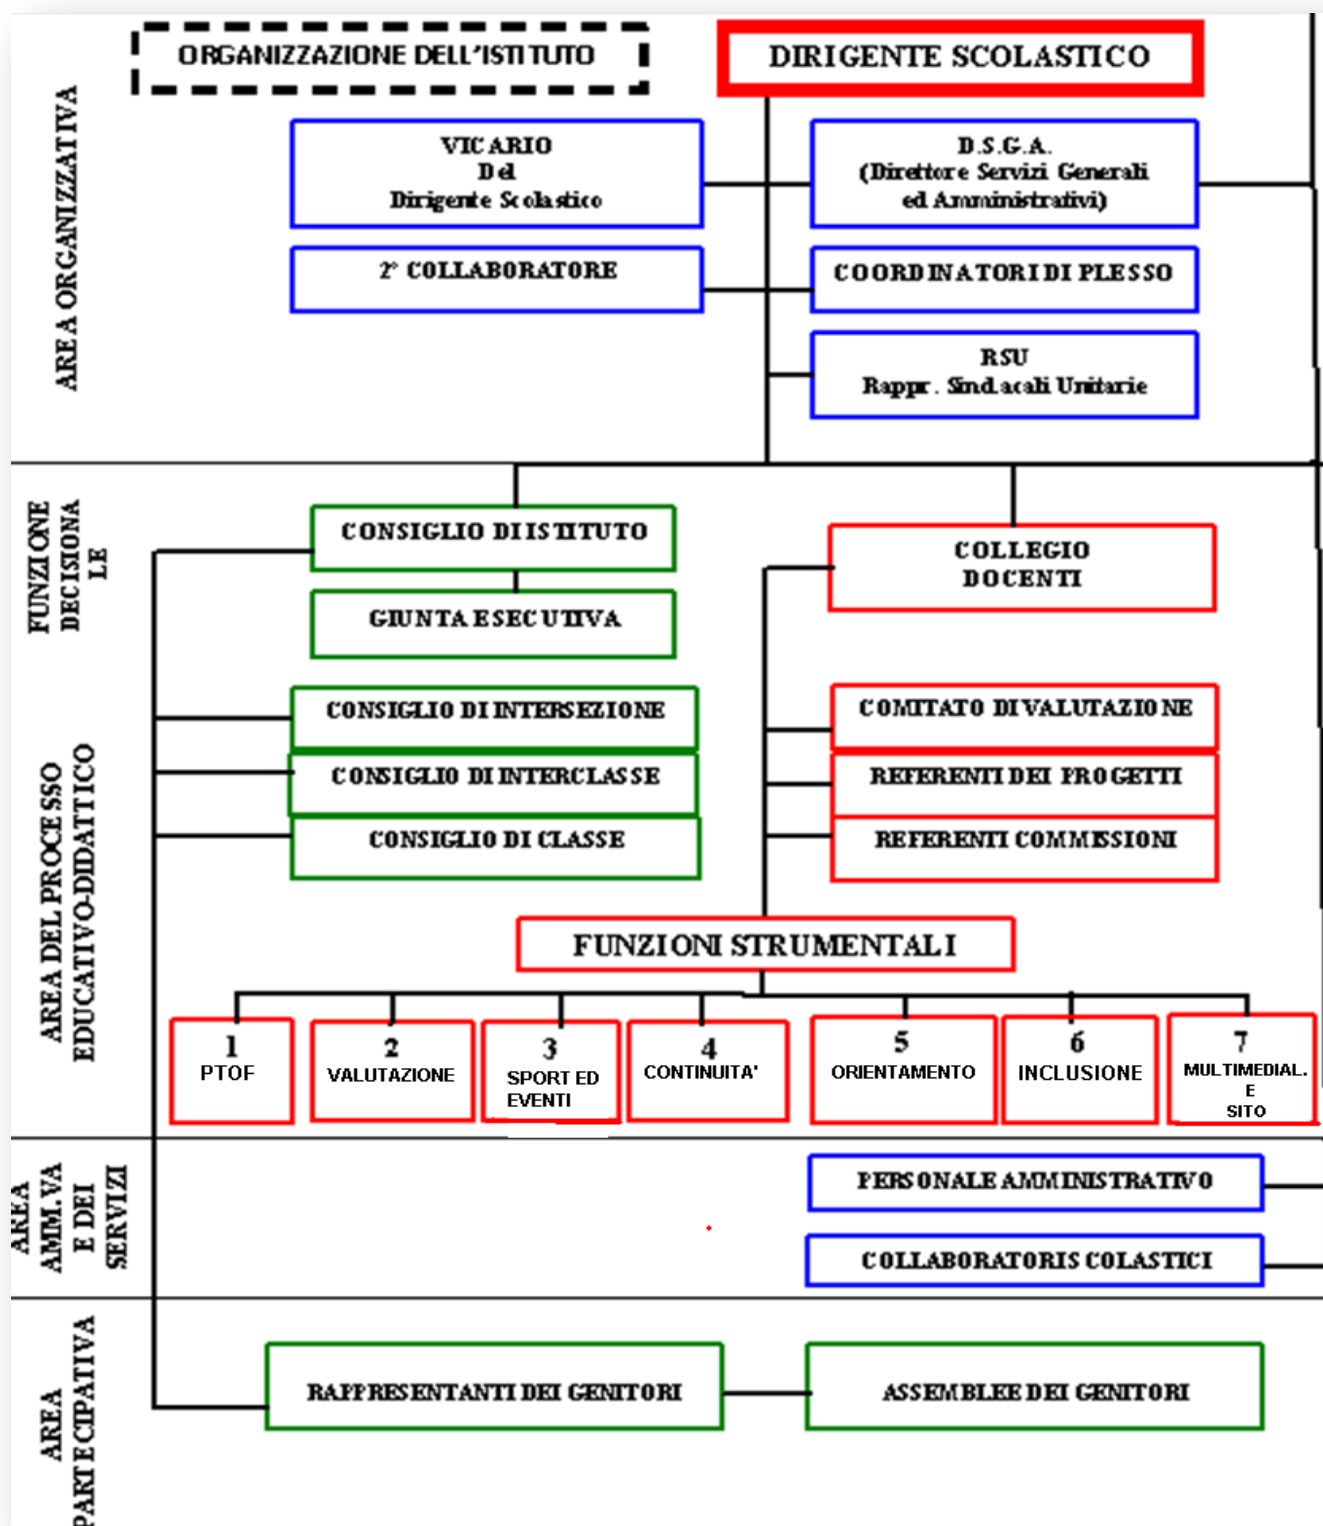 ORGANIZZAZIONE DELL'ISTITUTO
DIRIGENTE SCOLASTICO
AREA ORGANIZZATIVA
VICARIO
Del
Dirigente Scolastico
D.S.G.A.
(Direttore Servizi Generali
ed Amministrativi)
2° COLLABORATORE
COORDINATORI DI PLESSO
RSU
Rappr. Sindacali Unitarie
FUNZIONE
DECISIONA
LE
CONSIGLIO DI ISTITUTO
COLLEGIO
DOCENTI
GIUNTA ESECUTIVA
AREA DEL PROCESSO
EDUCATIVO-DIDATTICO
CONSIGLIO DI INTERSEZIONE
COMITATO DI VALUTAZIONE
CONSIGLIO DI INTERCLASSE
REFERENTI DEI PROGETTI
CONSIGLIO DI CLASSE
REFERENTI COMMISSIONI
FUNZIONI STRUMENTALI
1
PTOF
2
VALUTAZIONE
3
SPORT ED
EVENTI
4
CONTINUITA'
5
ORIENTAMENTO
6
INCLUSIONE
7
MULTIMEDIAL.
E
SITO
AREA
AMM.VA
E DEI
SERVIZI
PERSONALE AMMINISTRATIVO
COLLABORATORI SCOLASTICI
AREA
PARTECIPATIVA
RAPPRESENTANTI DEI GENITORI
ASSEMBLEE DEI GENITORI